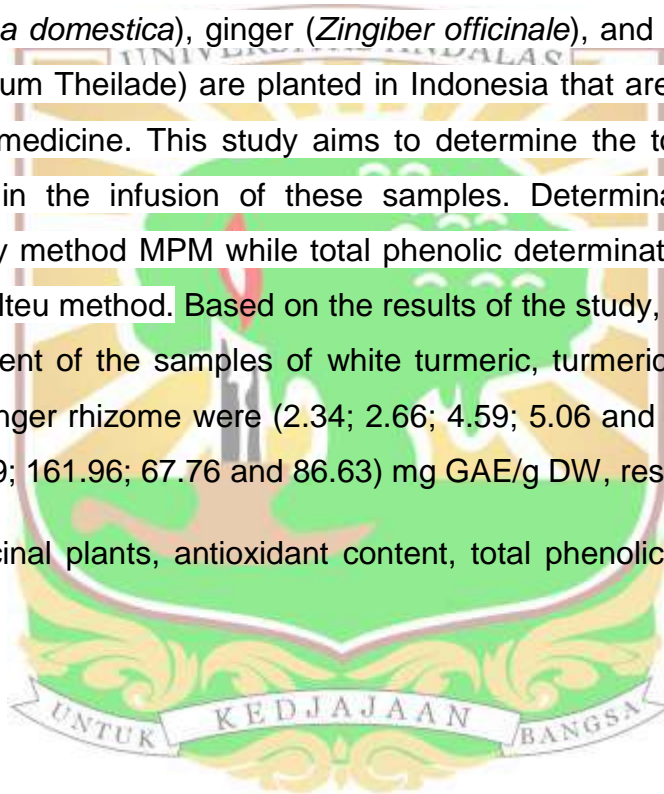 a domestica), ginger (Zingiber officinale), and
UNIVERSITAS ANDALAS
um Theilade) are planted in Indonesia that are
medicine. This study aims to determine the to
in the infusion of these samples. Determina
y method MPM while total phenolic determinat
lteu method. Based on the results of the study,
ent of the samples of white turmeric, turmeric
nger rhizome were (2.34; 2.66; 4.59; 5.06 and
9; 161.96; 67.76 and 86.63) mg GAE/g DW, res
cinal plants, antioxidant content, total phenolic
UNTUK KEDJAJAAN BANGSA